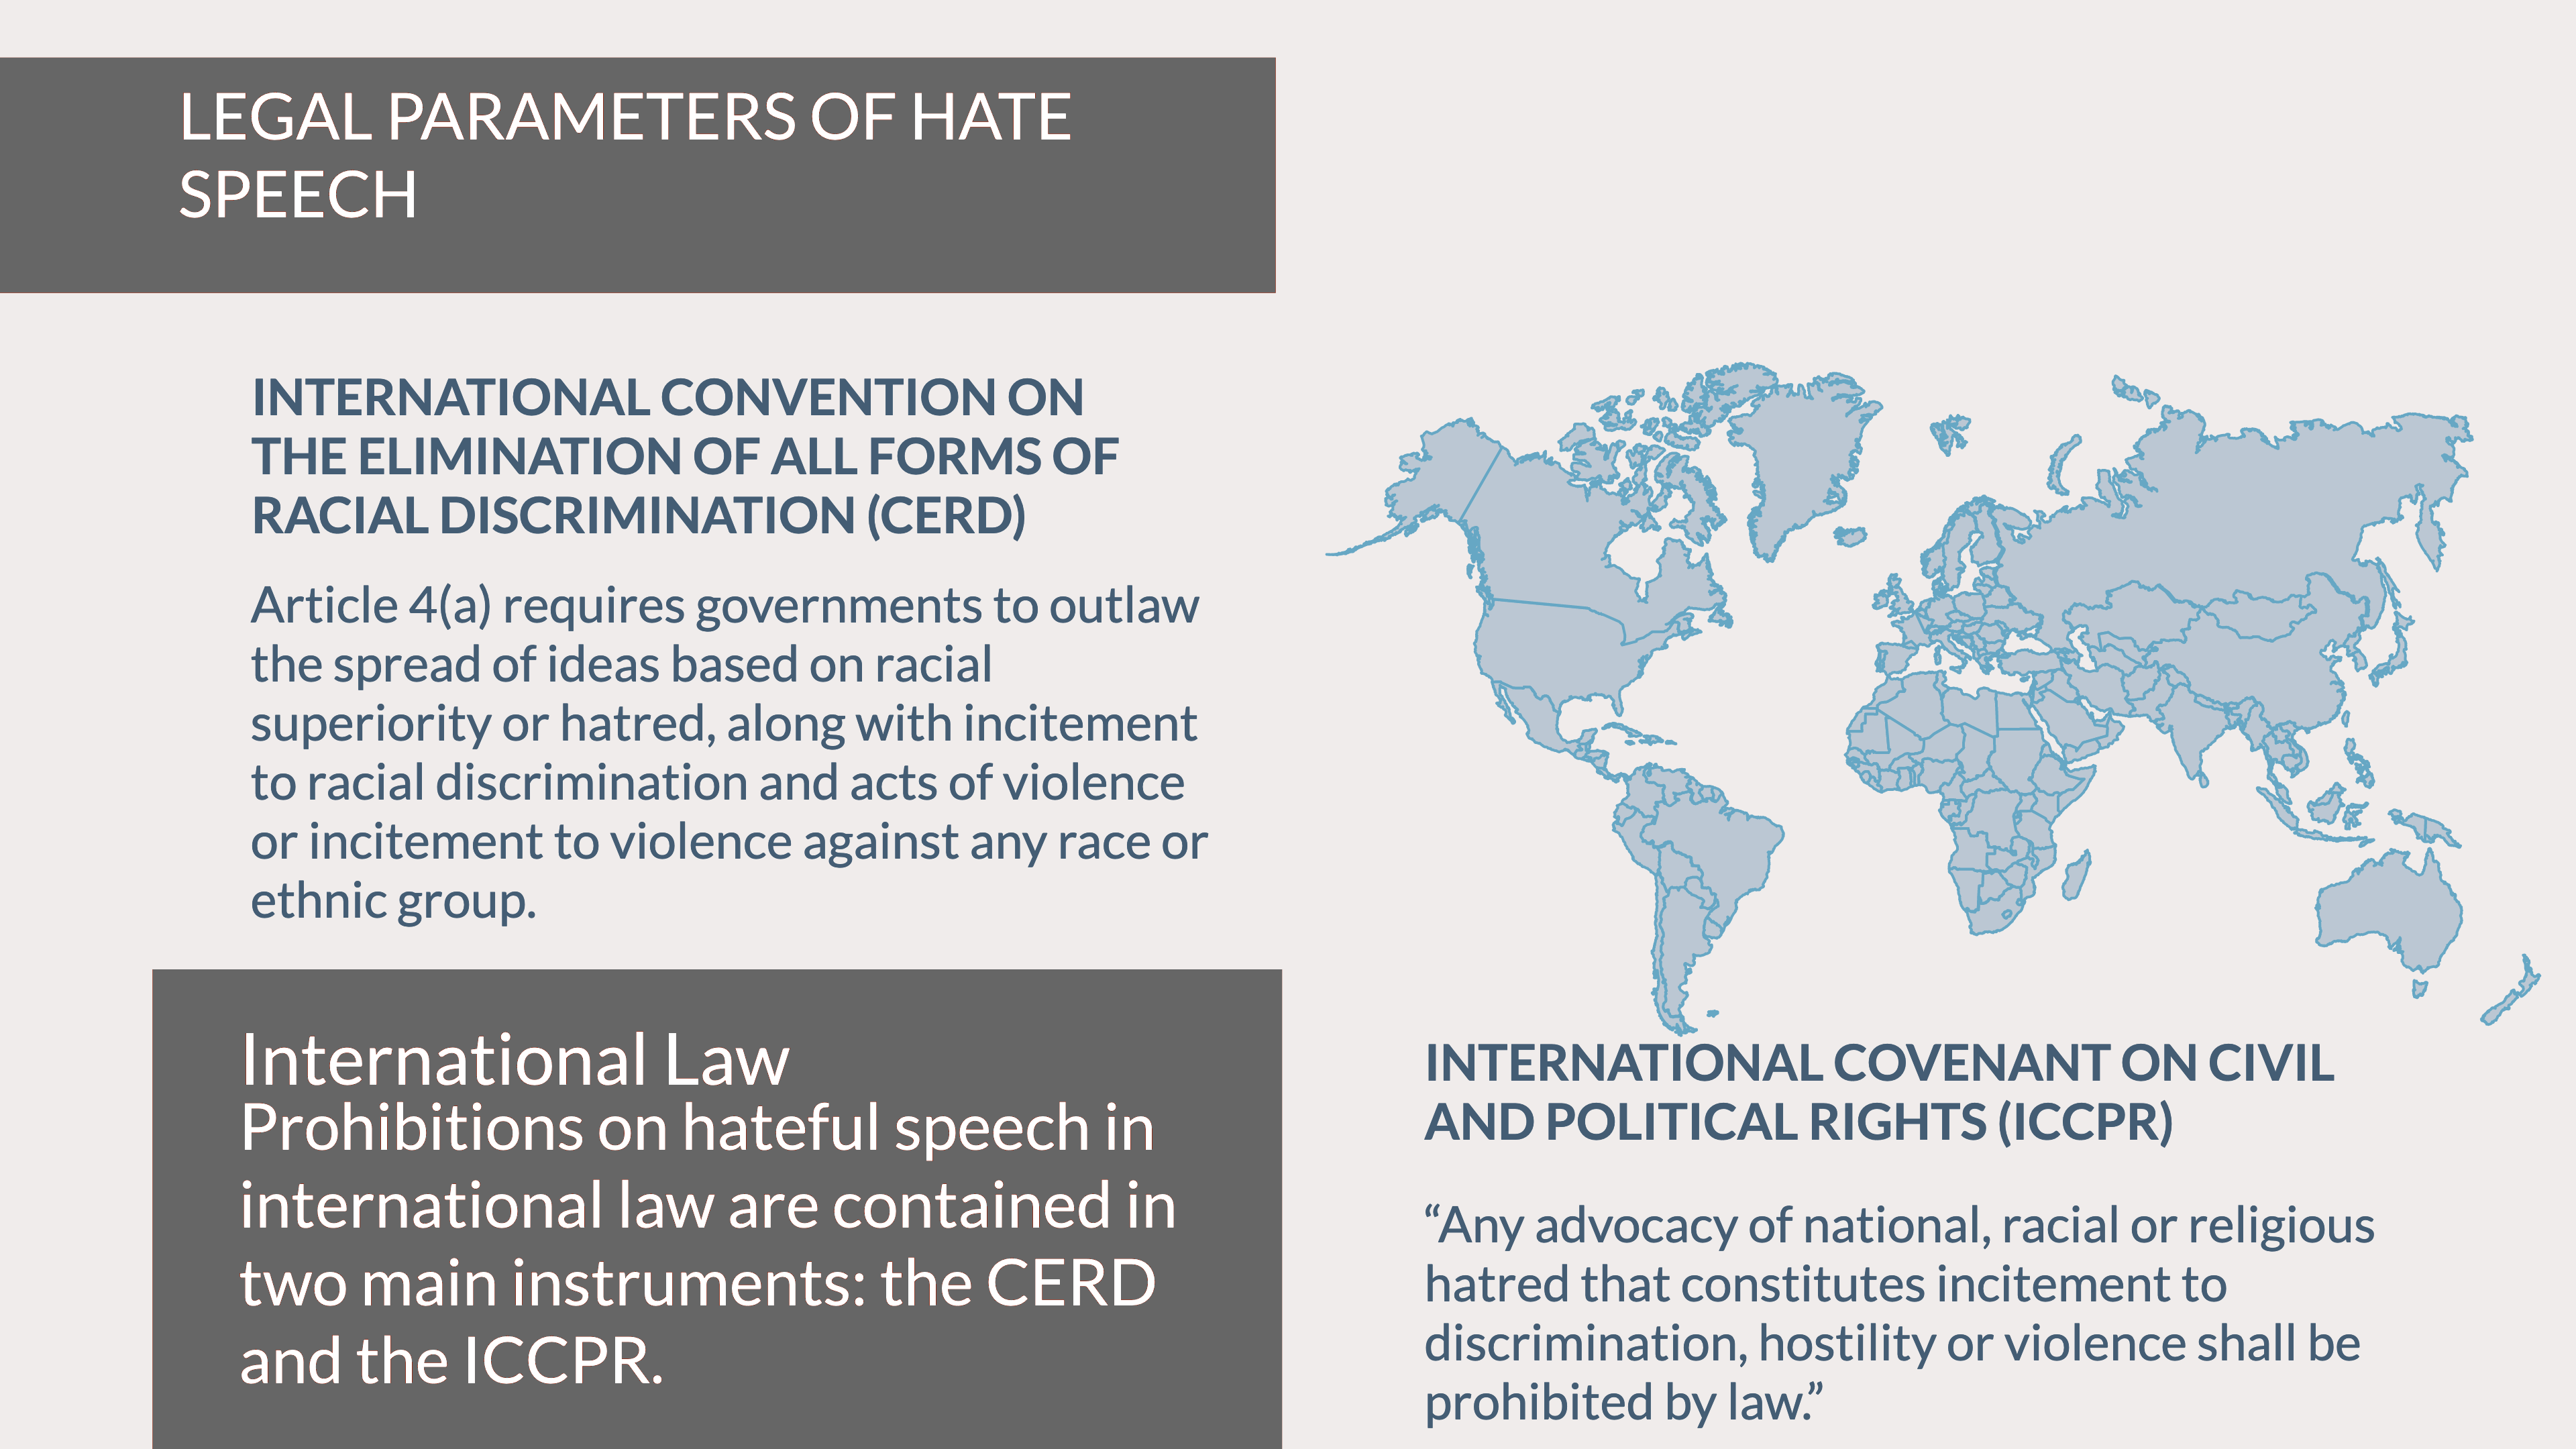 LEGAL PARAMETERS OF HATE
SPEECH
INTERNATIONAL CONVENTION ON
THE ELIMINATION OF ALL FORMS OF
RACIAL DISCRIMINATION (CERD)
Article 4(a) requires governments to outlaw
the spread of ideas based on racial
superiority or hatred, along with incitement
to racial discrimination and acts of violence
or incitement to violence against any race or
ethnic group.
International Law
Prohibitions on hateful speech in
international law are contained in
two main instruments: the CERD
and the ICCPR.
INTERNATIONAL COVENANT ON CIVIL
AND POLITICAL RIGHTS (ICCPR)
“Any advocacy of national, racial or religious
hatred that constitutes incitement to
discrimination, hostility or violence shall be
prohibited by law.”